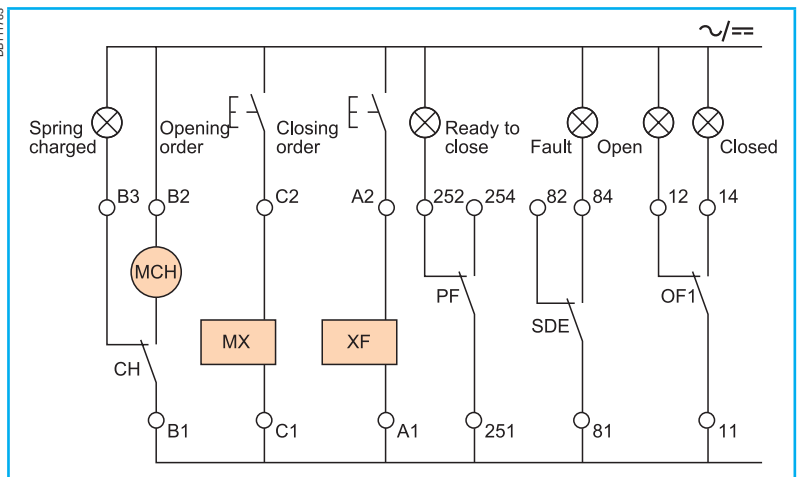 Spring charged
Opening order
Closing order
Ready to close
Fault
Open
Closed
B3
B2
C2
A2
252
254
82
84
12
14
MCH
PF
OF1
SDE
MX
XF
CH
B1
C1
A1
251
81
11